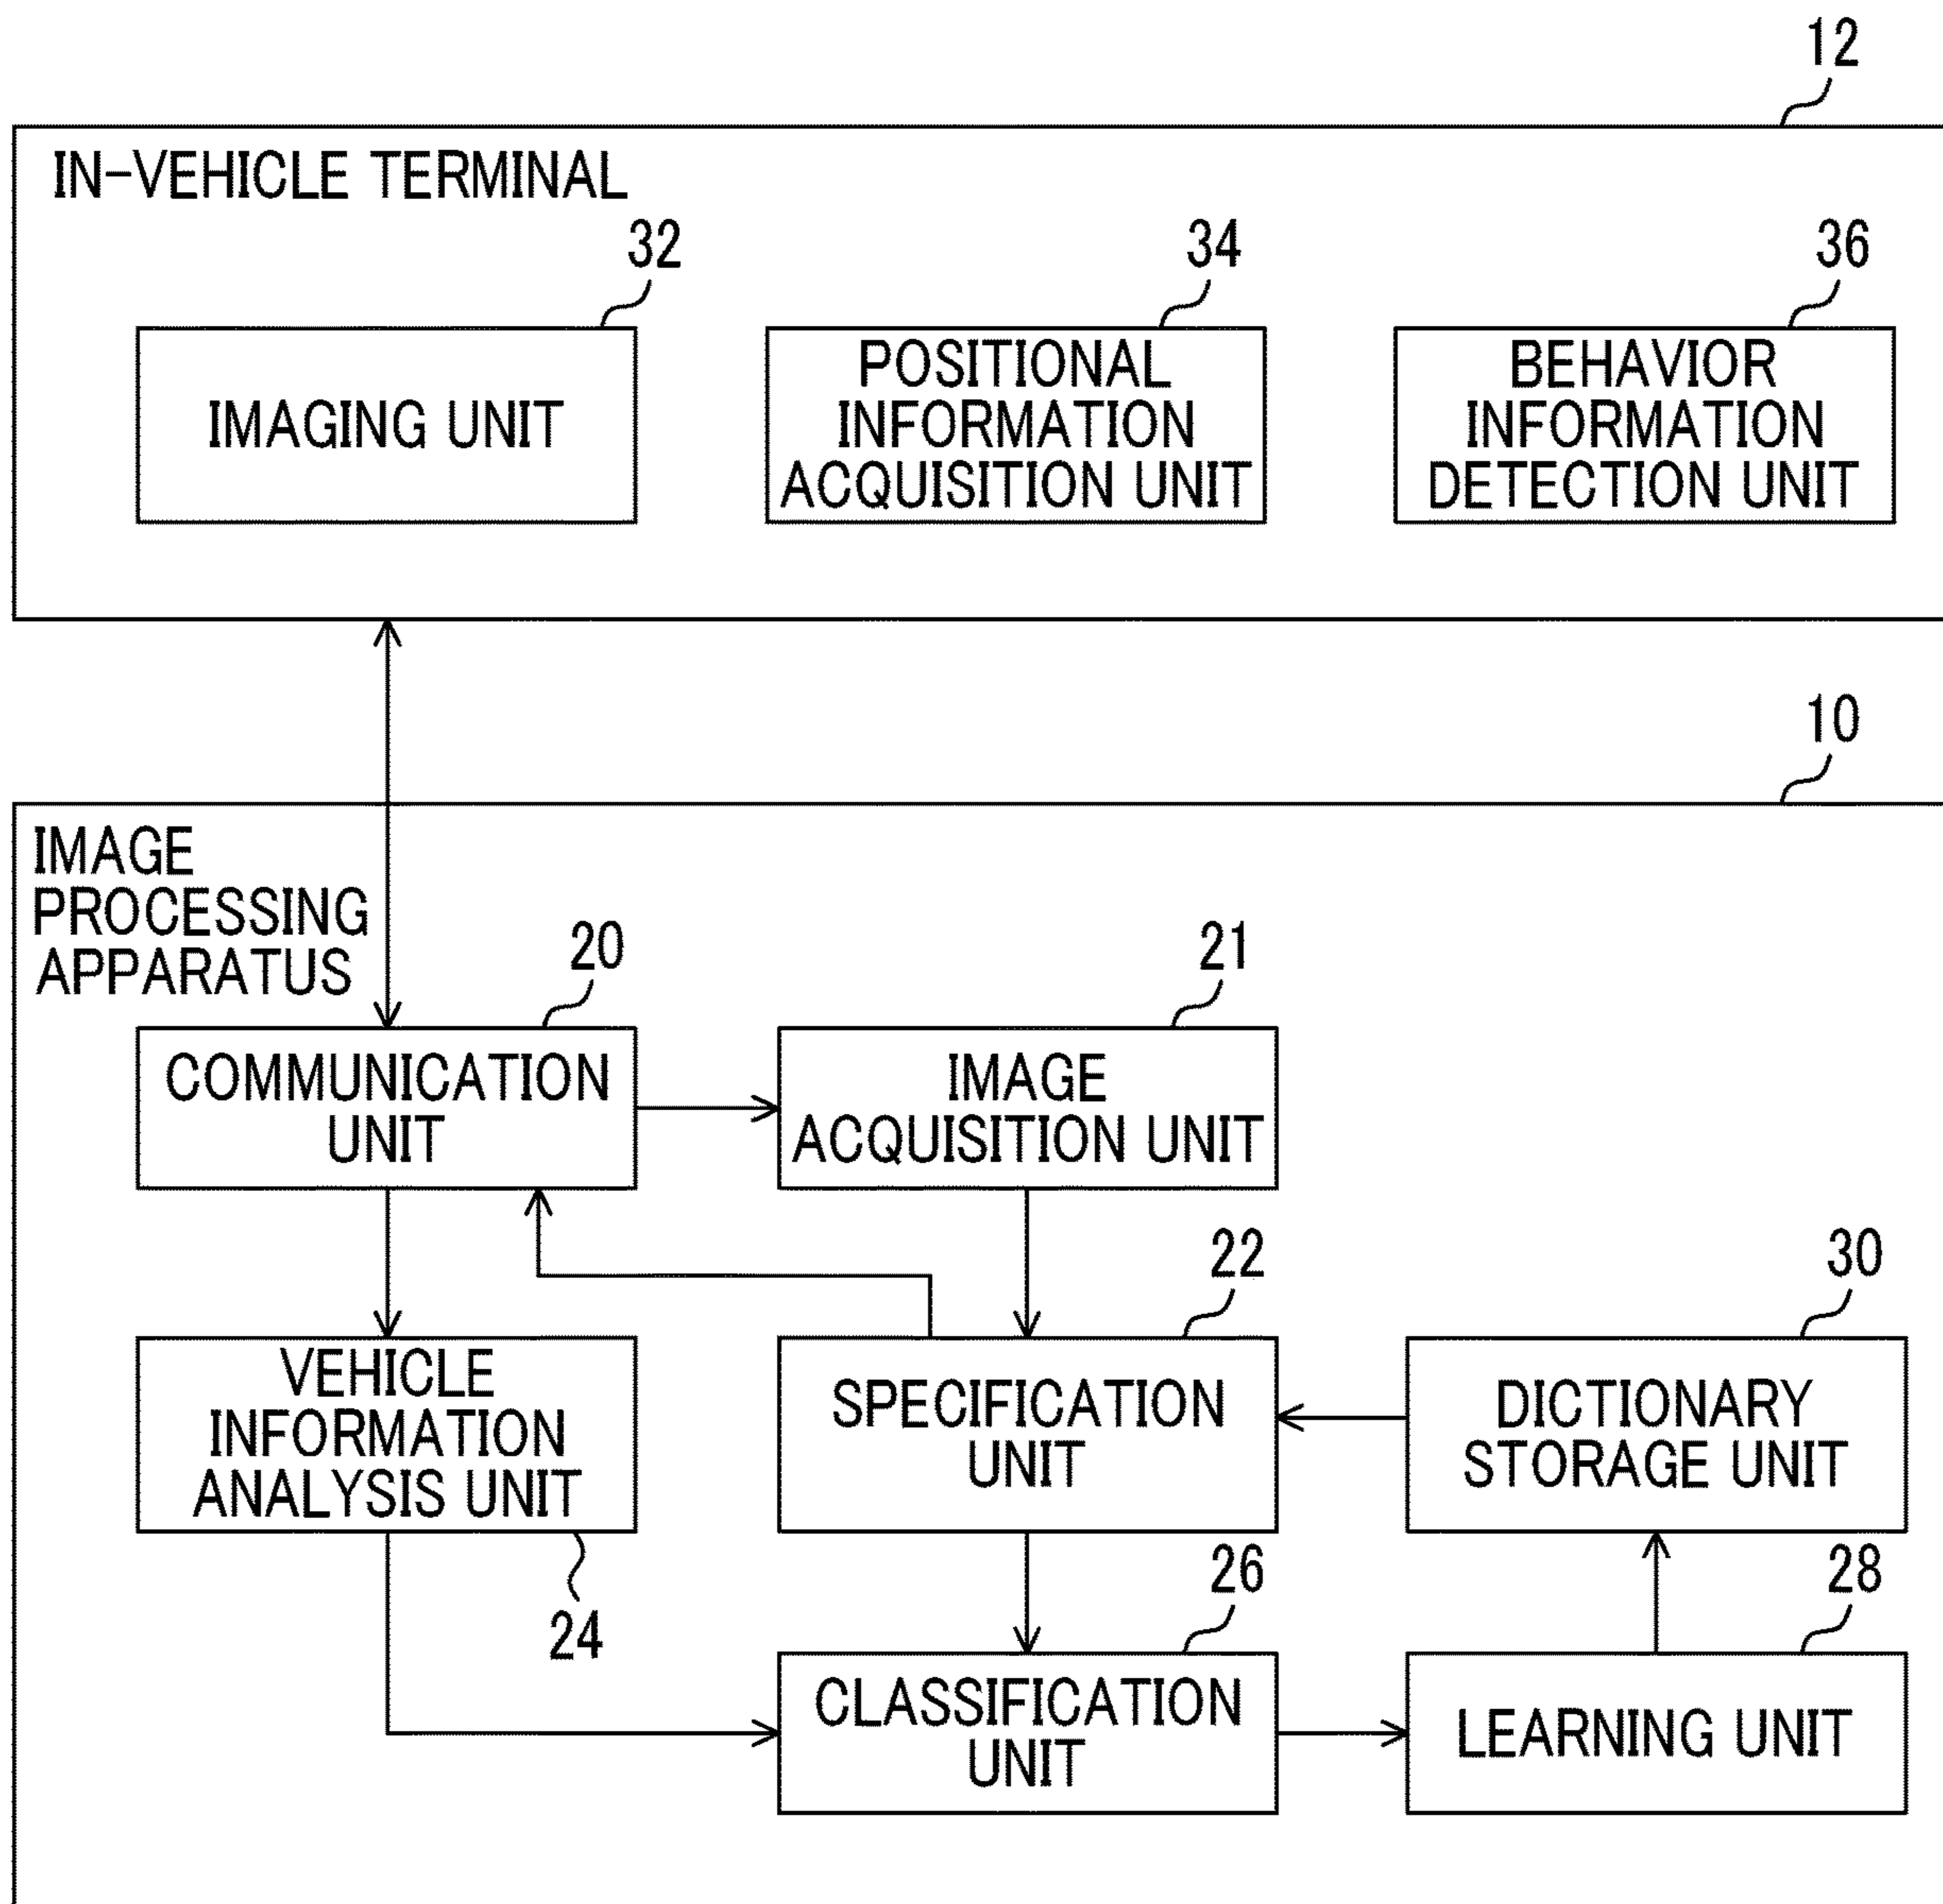 12
IN-VEHICLE TERMINAL
32
34
36
IMAGING UNIT
POSITIONAL
INFORMATION
ACQUISITION UNIT
BEHAVIOR
INFORMATION
DETECTION UNIT
10
IMAGE
PROCESSING
APPARATUS
20
21
COMMUNICATION
UNIT
IMAGE
ACQUISITION UNIT
22
30
VEHICLE
INFORMATION
ANALYSIS UNIT
SPECIFICATION
UNIT
DICTIONARY
STORAGE UNIT
24
26
28
CLASSIFICATION
UNIT
LEARNING UNIT